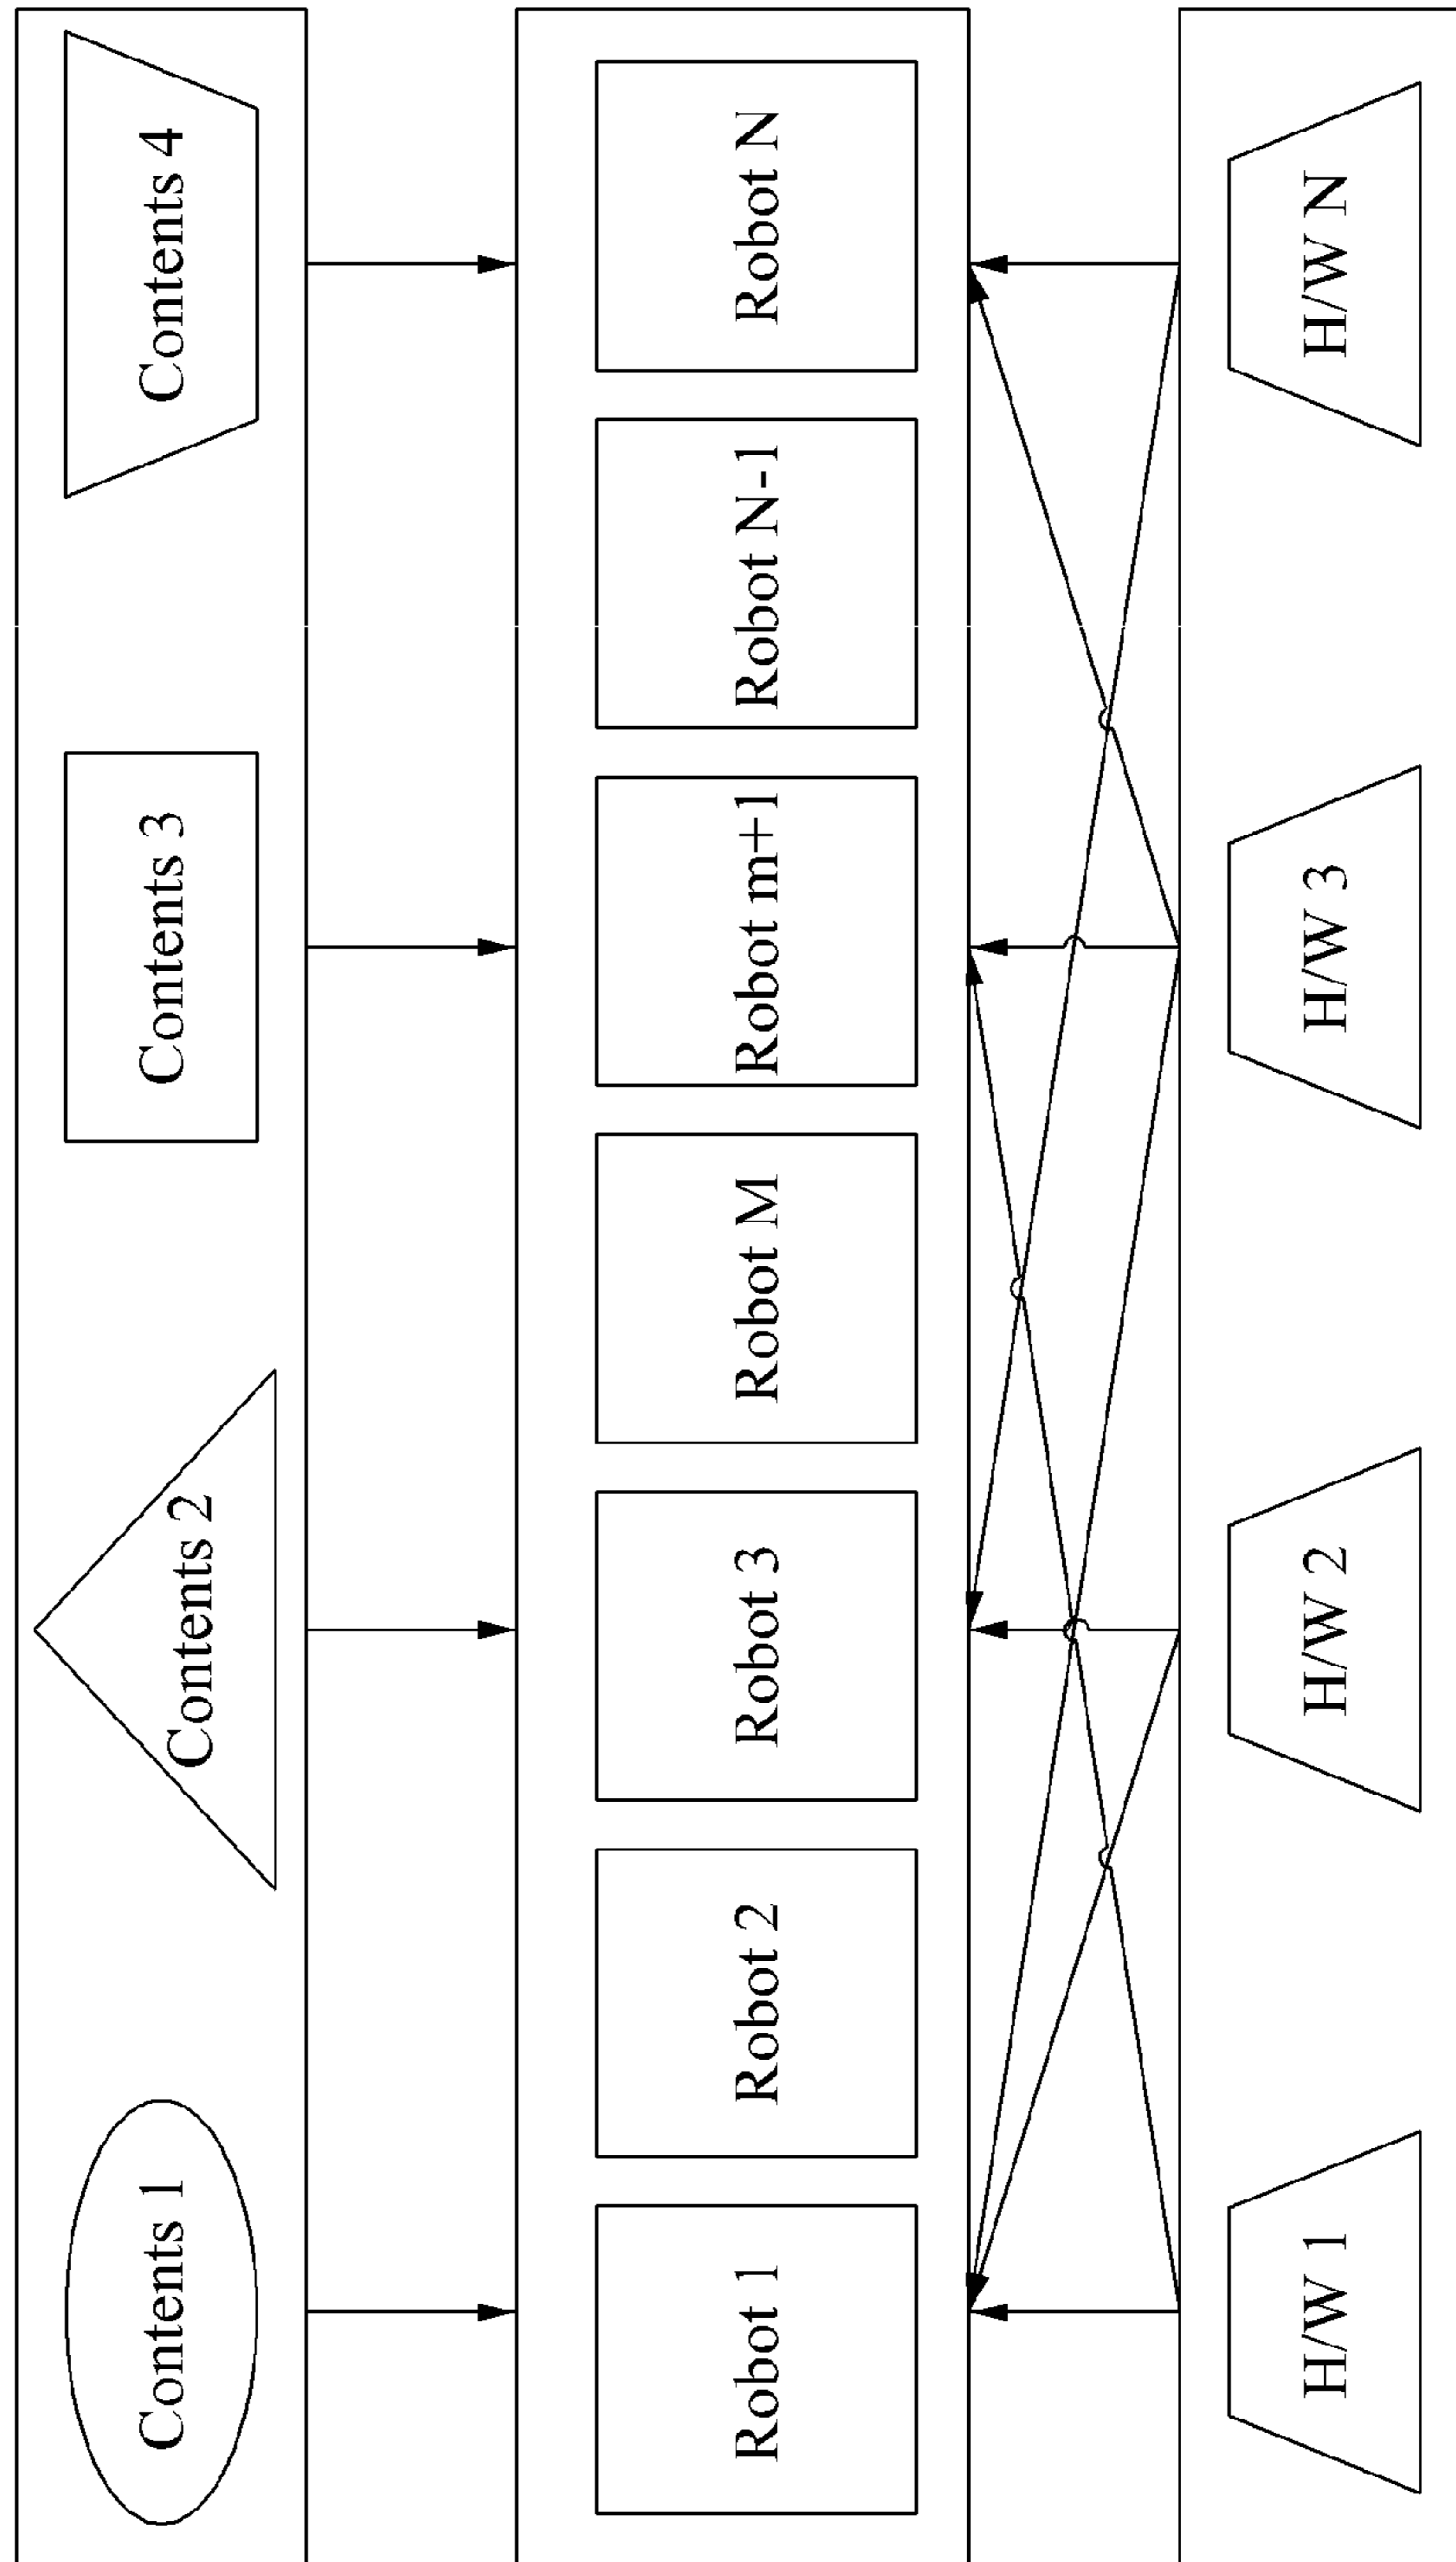 Contents 1
Contents 2
Contents 3
Contents 4
Robot 1
Robot 2
Robot 3
Robot M
Robot m+1
Robot N-1
Robot N
H/W 1
H/W 2
H/W 3
H/W N